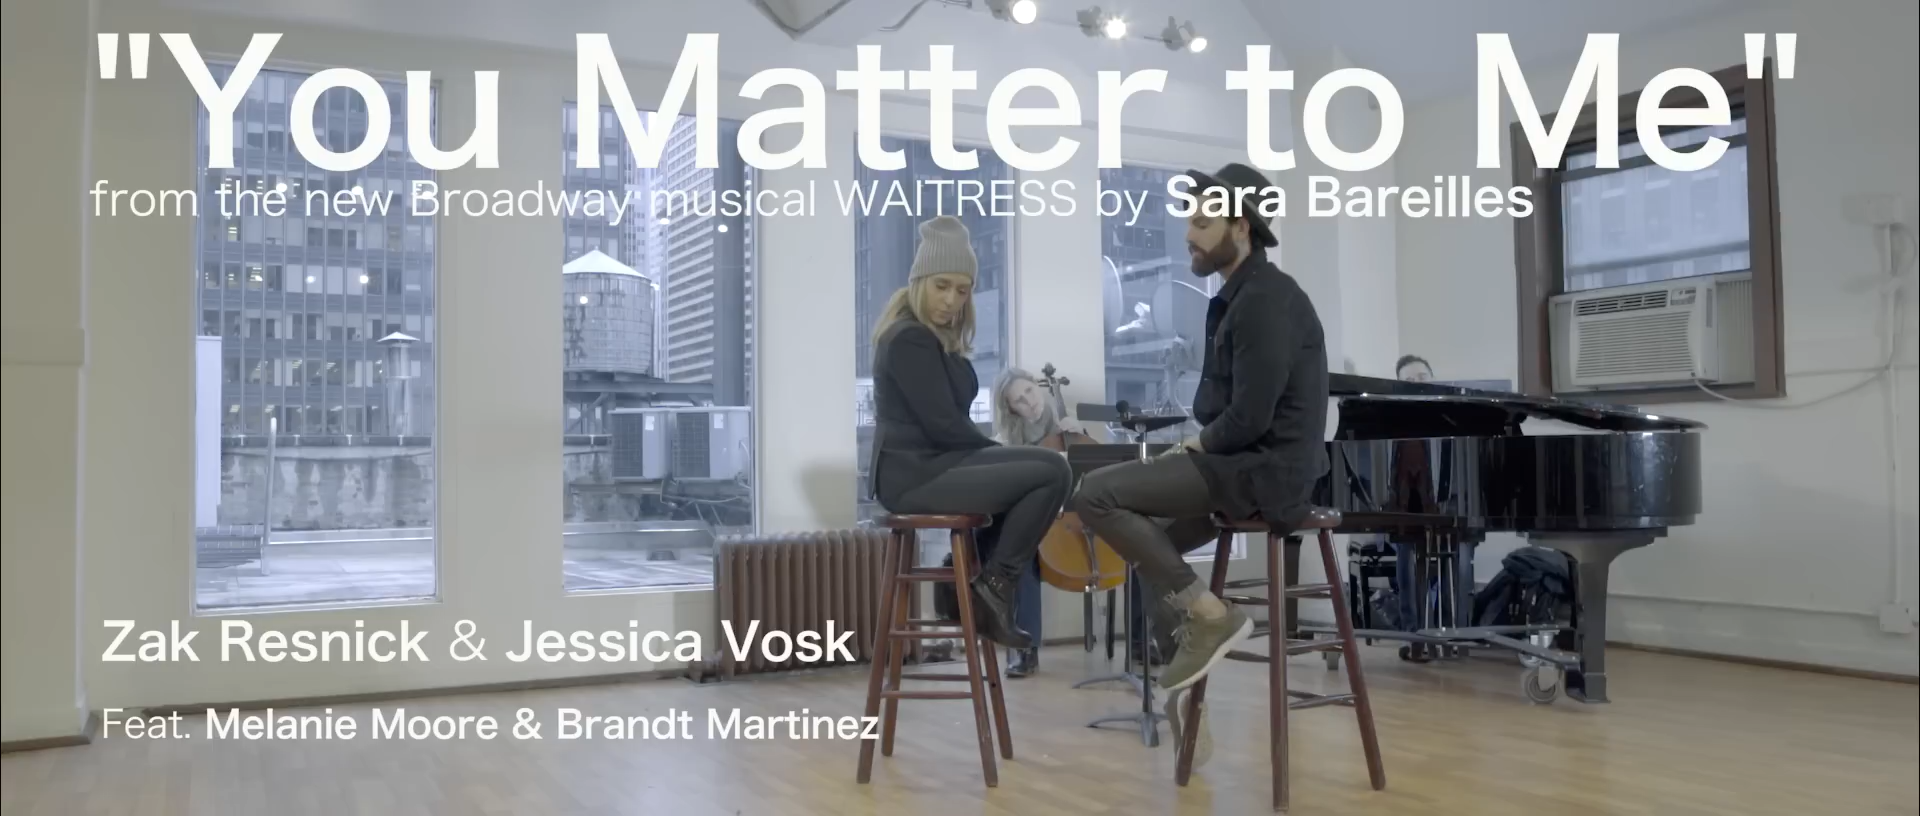 "You Matter to Me"
from the new Broadway musical WAITRESS by Sara Bareilles
Zak Resnick & Jessica Vosk
Feat. Melanie Moore & Brandt Martinez